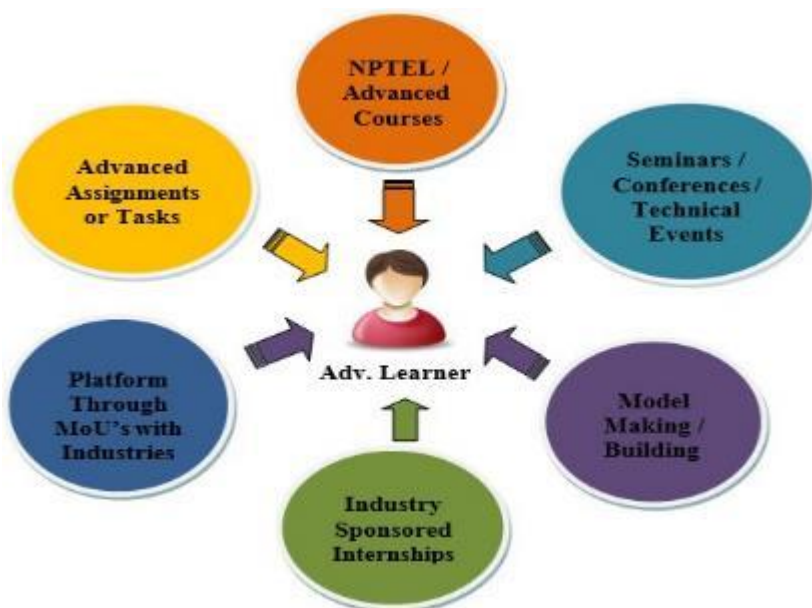 NPTEL /
Advanced
Courses
Advanced
Assignments
or Tasks
Seminars /
Conferences /
Technical
Events
Adv. Learner
Platform
Through
MoU's with
Industries
Model
Making /
Building
Industry
Sponsored
Internships